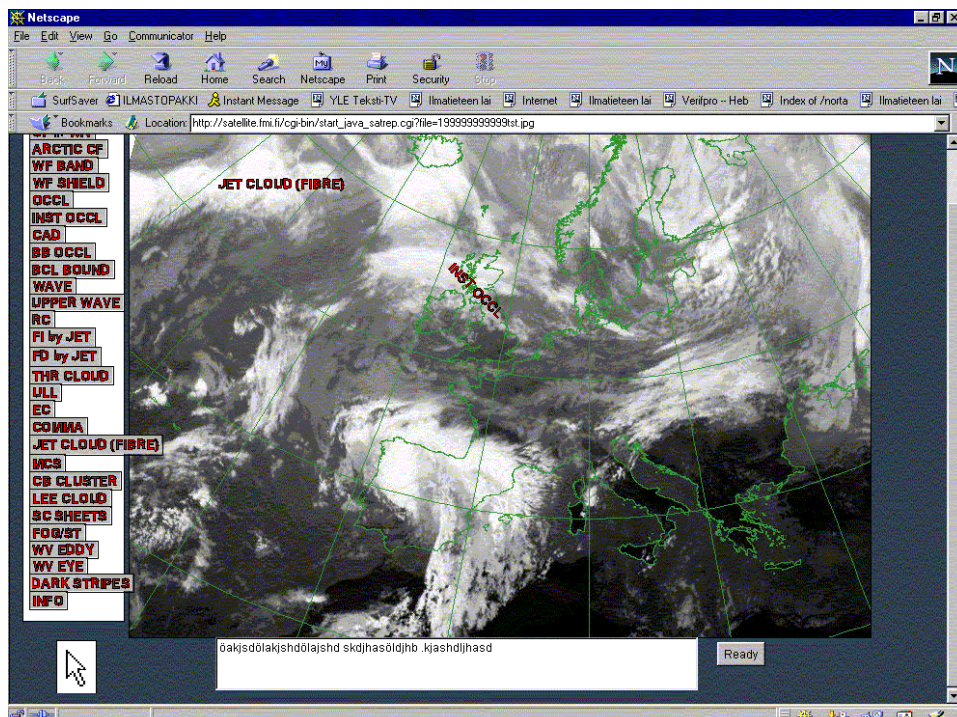 Netscape
File Edit View Go Communicator Help
Back Forward Reload Home Search Netscape Print Security Stop
SurfSaver ILMASTOPAKKI Instant Message YLE Teksti-TV Ilmatieteen lai Internet Ilmatieteen lai Verifpro -- Heb Index of /norta Ilmatieteen lai
Bookmarks Location: http://satellite.fmi.fi/cgi-bin/start_java_satrep.cgi?file=199999999999tst.jpg
ARCTIC CF
WF BAND
WF SHIELD
OCCL
INST OCCL
CAD
BB OCCL
BCL BOUND
WAVE
UPPER WAVE
RC
FI by JET
FD by JET
THR CLOUD
ULL
EC
COMMA
JET CLOUD (FIBRE)
MCS
CB CLUSTER
LEE CLOUD
SC SHEETS
FOG/ST
WV EDDY
WV EYE
DARK STRIPES
INFO
JET CLOUD (FIBRE)
INST OCCL
öakjsdölakjshdölajshd skdjhasöldjhb .kjashdljhasd
Ready